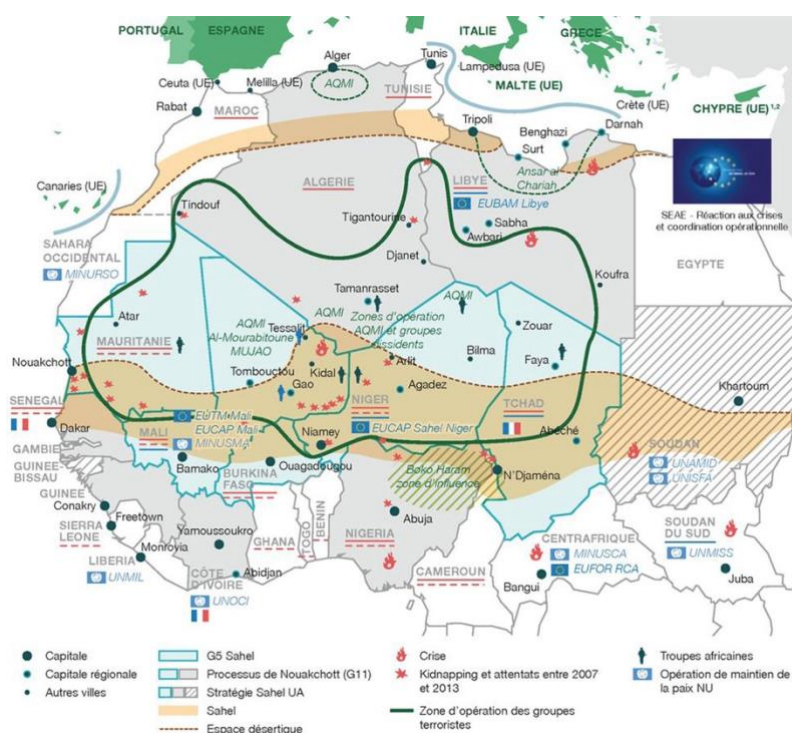 PORTUGAL
ESPAGNE
ITALIE
GRÈCE
Alger
Tunis
Lampedusa (UE)
Ceuta (UE)
Melilla (UE)
AQMI
TUNISIE
MALTE (UE)
Crète (UE)
CHYPRE (UE)1,2
Rabat
MAROC
Tripoli
Benghazi
Darnah
Surt
Ansar al
Chariah
Canaries (UE)
ALGERIE
LIBYE
EUBAM Libye
SEAE - Réaction aux crises
et coordination opérationnelle
Tindouf
Tigantourine
Sabha
Awbari
SAHARA
OCCIDENTAL
MINURSO
Djanet
Koufra
EGYPTE
Tamanrasset
Atar
AQMI
Zones d'opération
AQMI et groupes
dissidents
AQMI
AQMI
Al-Mourabitoune
MUJAO
Tessalit
MAURITANIE
Zouar
Bilma
Faya
Nouakchott
Tombouctou
Kidal
Gao
Arlit
Agadez
Khartoum
SENEGAL
Dakar
MALI
EUTM Mali
EUCAP Mali
MINUSMA
NIGER
EUCAP Sahel Niger
TCHAD
Abéché
Niamey
GAMBIE
GUINEE-
BISSAU
Bamako
BURKINA
FASO
Ouagadougou
Boko Haram
zone d'influence
N'Djaména
SOUDAN
UNAMID
UNISFA
GUINEE
Conakry
Freetown
SIERRA
LEONE
Yamoussoukro
GHANA
TOGO
BENIN
Abuja
NIGERIA
CENTRAFRIQUE
MINUSCA
EUFOR RCA
SOUDAN
DU SUD
UNMISS
Monrovia
LIBERIA
UNMIL
CÔTE
D'IVOIRE
UNOCI
Abidjan
CAMEROUN
Bangui
Juba
Capitale
Capitale régionale
Autres villes
G5 Sahel
Processus de Nouakchott (G11)
Stratégie Sahel UA
Sahel
Espace désertique
Crise
Kidnapping et attentats entre 2007
et 2013
Zone d'opération des groupes
terroristes
Troupes africaines
Opération de maintien de
la paix NU